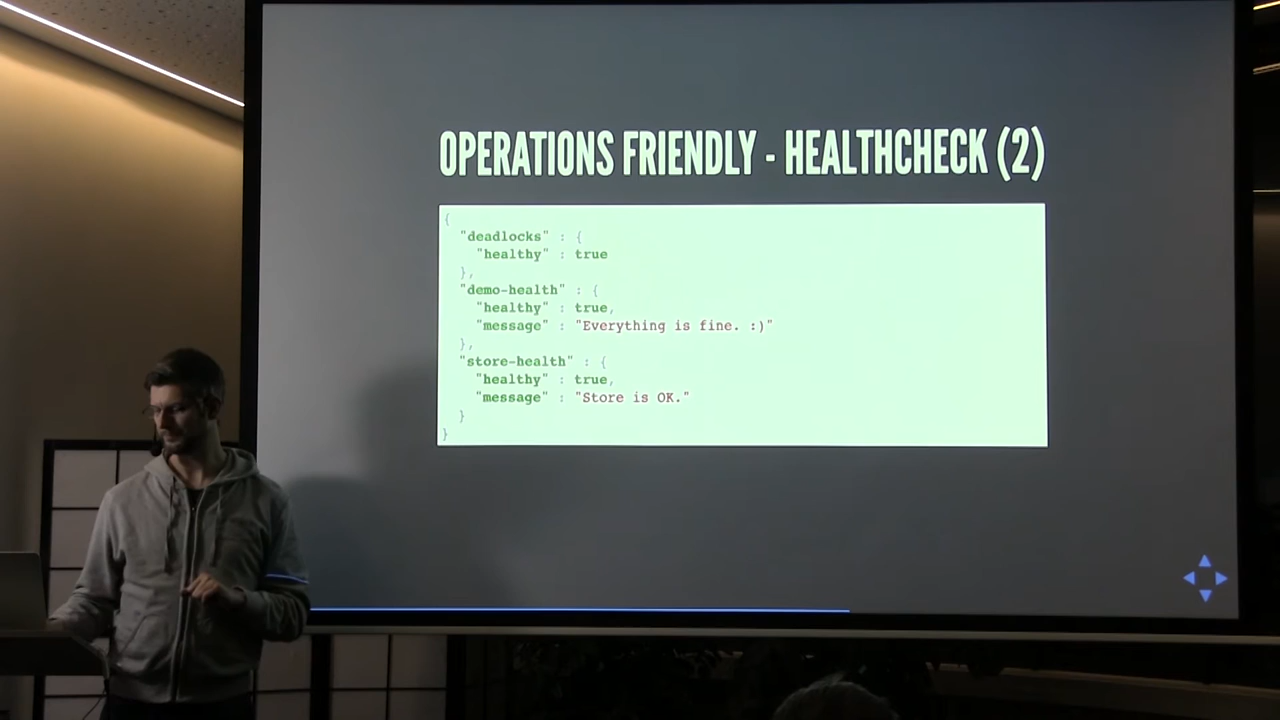 OPERATIONS FRIENDLY - HEALTHCHECK (2)
{
"deadlocks" : {
"healthy" : true
},
"demo-health" : {
"healthy" : true,
"message" : "Everything is fine. :)"
},
"store-health" : {
"healthy" : true,
"message" : "Store is OK."
}
}